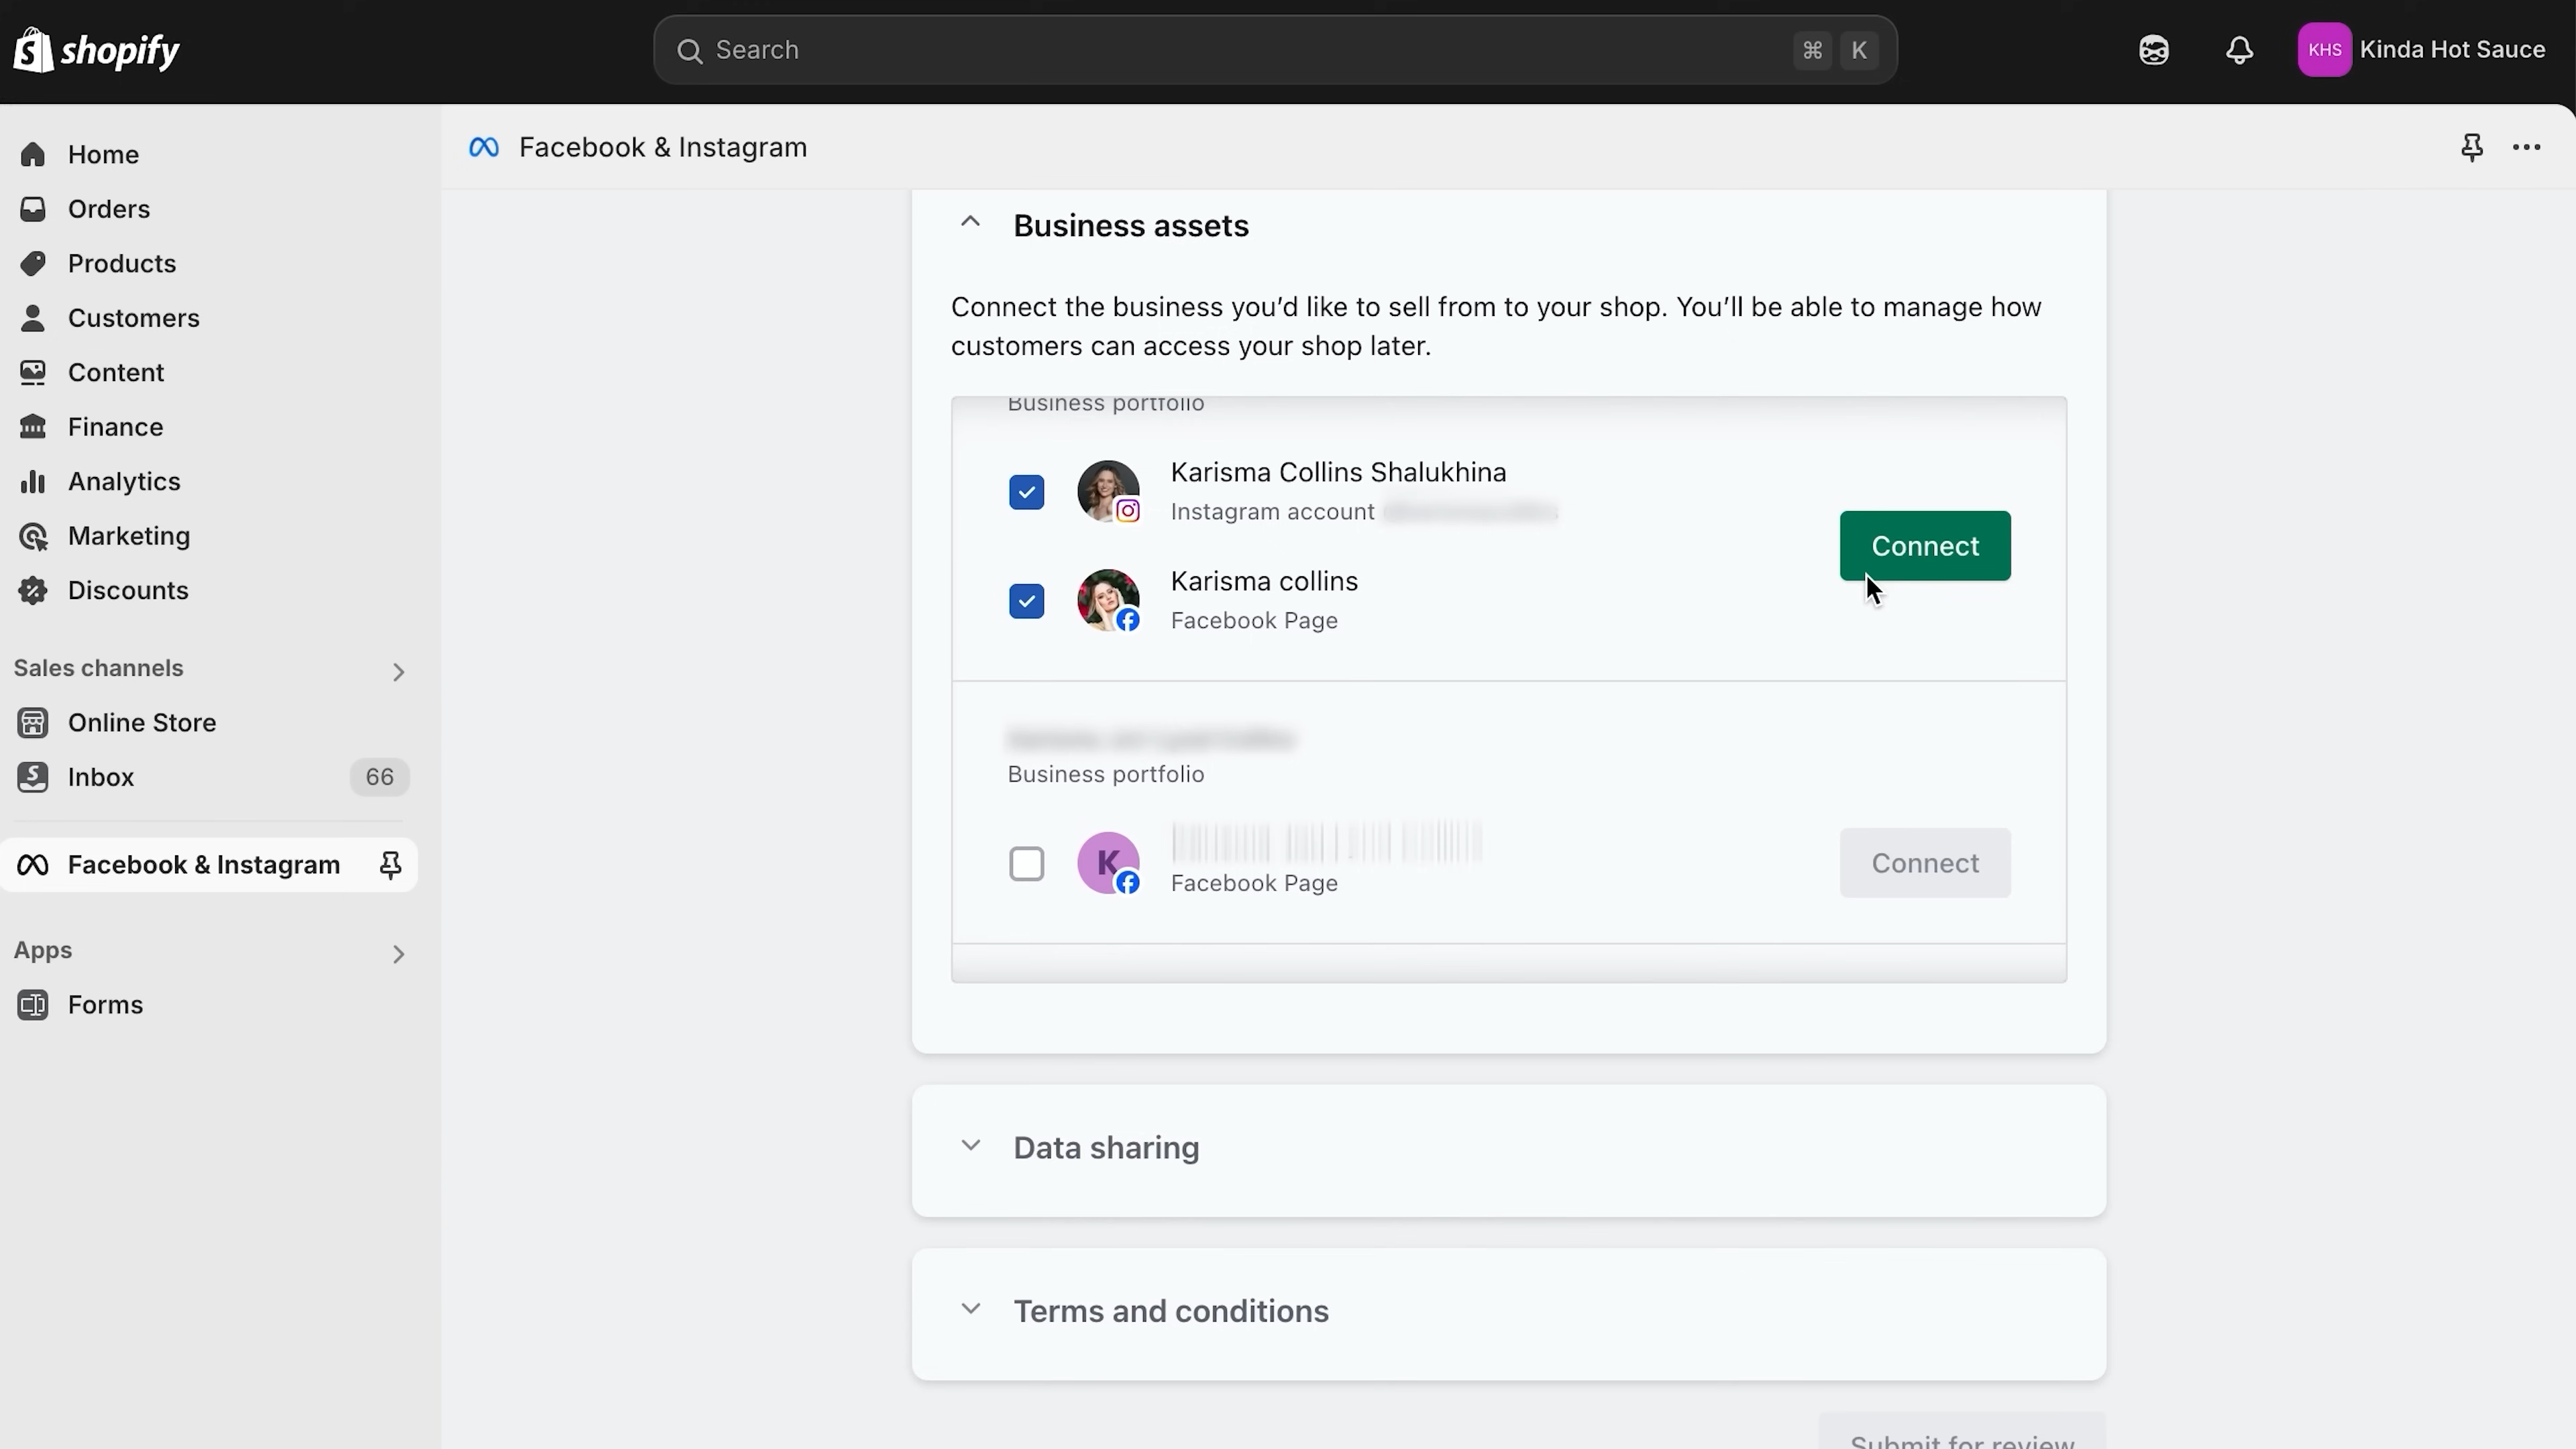 shopify
Search
⌘ K
KHS
Kinda Hot Sauce
Home
Orders
Products
Customers
Content
Finance
Analytics
Marketing
Discounts
Sales channels
Online Store
Inbox
66
Facebook & Instagram
Apps
Forms
Facebook & Instagram
Business assets
Connect the business you’d like to sell from to your shop. You’ll be able to manage how
customers can access your shop later.
Business portfolio
Karisma Collins Shalukhina
Instagram account
Karisma collins
Facebook Page
Connect
Business portfolio
K
Facebook Page
Connect
Data sharing
Terms and conditions
Submit for review